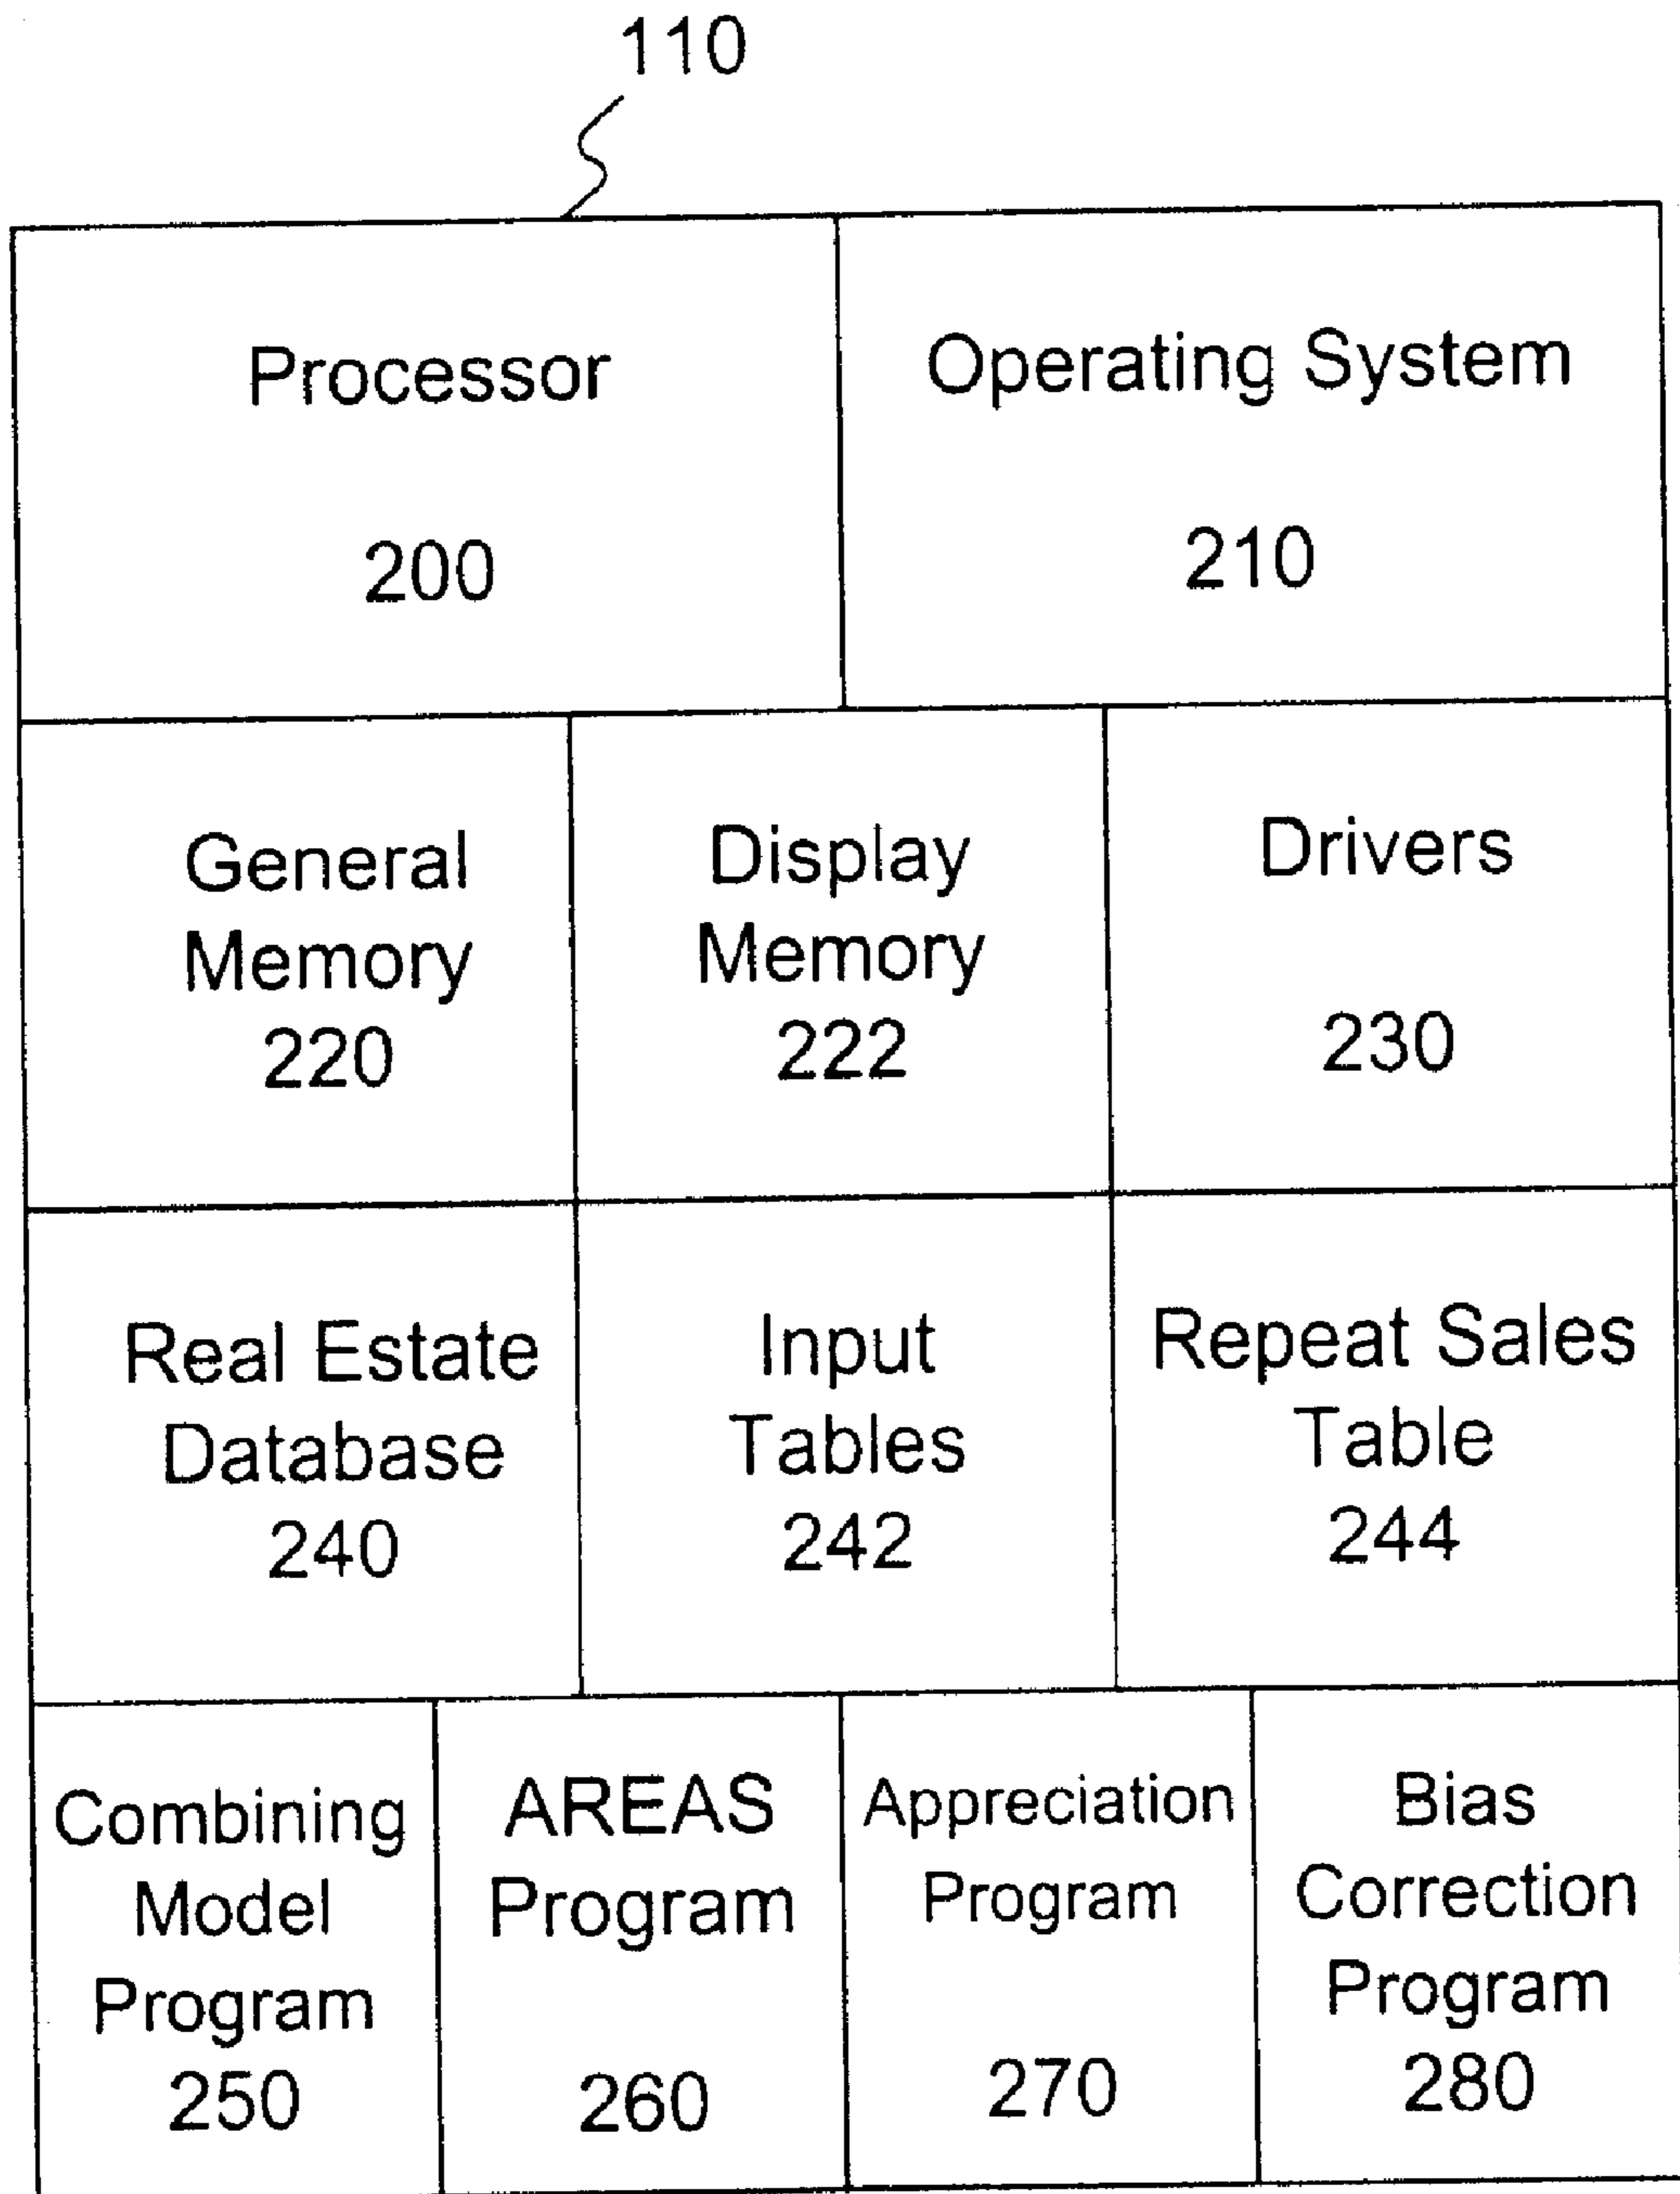 110
Processor
200
Operating System
210
General
Memory
220
Display
Memory
222
Drivers
230
Real Estate
Database
240
Input
Tables
242
Repeat Sales
Table
244
Combining
Model
Program
250
AREAS
Program
260
Appreciation
Program
270
Bias
Correction
Program
280